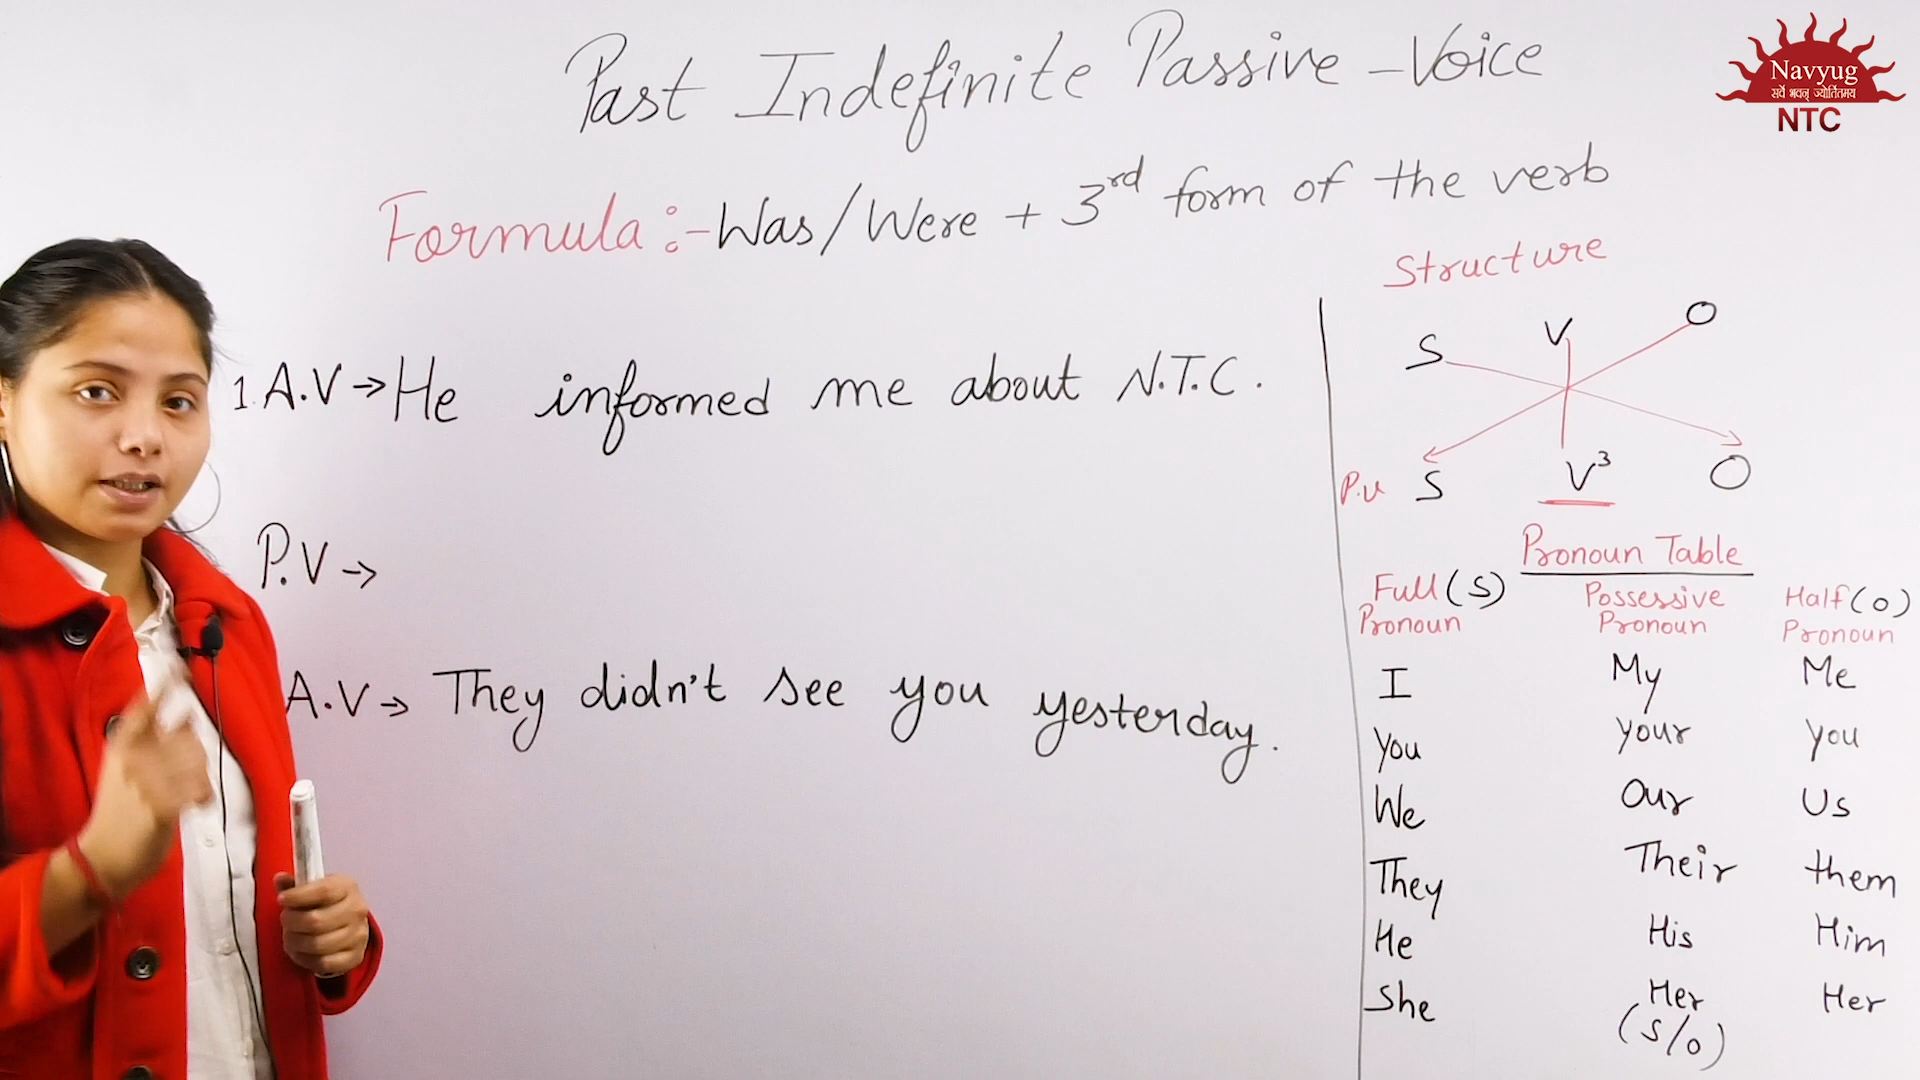 Past Indefinite Passive-Voice
Navyug
सर्वे भवन् ज्योतितमय
NTC
Formula:-Was/Were + 3rd form of the verb
Structure
S V O
1.A.V→He informed me about N.T.C.
P.V S V³ O
P.V→
Pronoun Table
Full(S) Possessive Half(O)
Pronoun Pronoun Pronoun
A.V→ They didn't see you yesterday.
I My Me
You your you
We Our Us
They Their them
He His Him
She Her Her
(S/O)